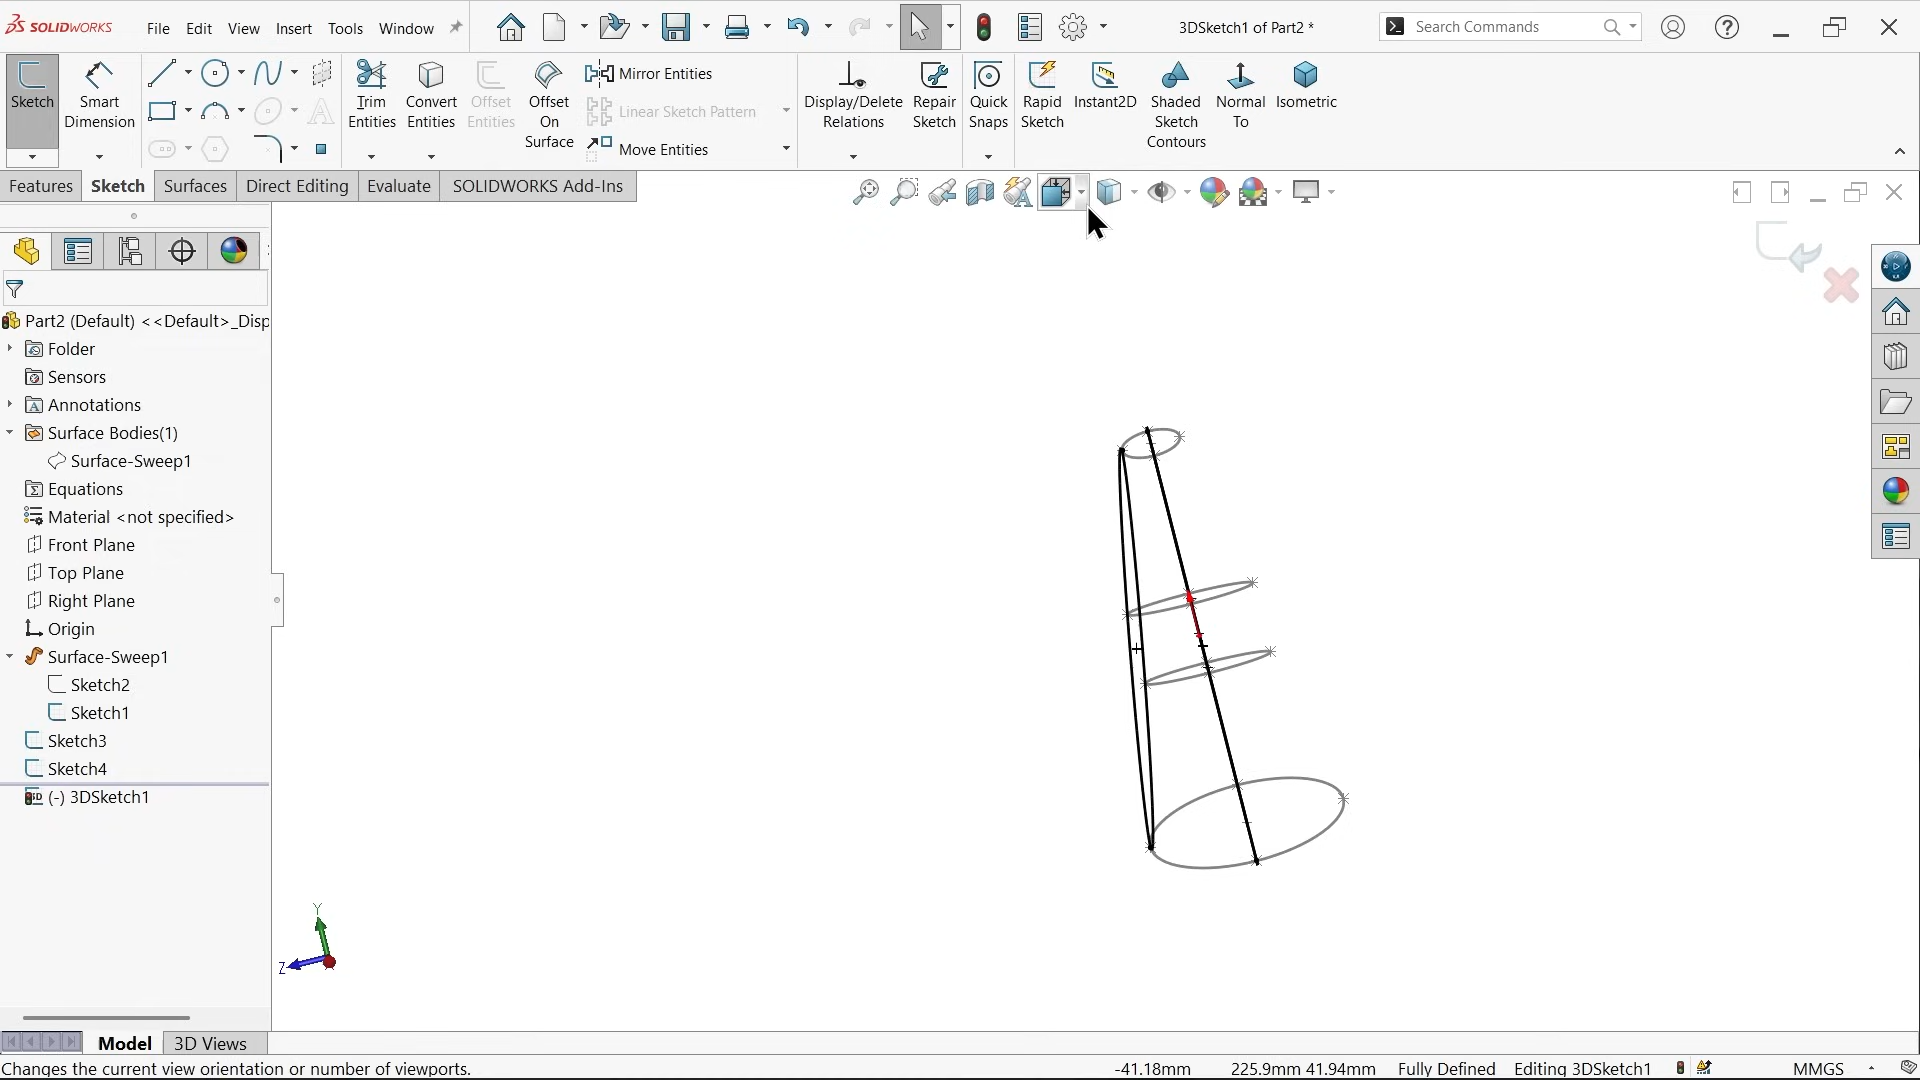 SOLIDWORKS
File
Edit
View
Insert
Tools
Window
3DSketch1 of Part2 *
Search Commands
Sketch
Smart Dimension
Trim Entities
Convert Entities
Offset Entities
Offset On Surface
Mirror Entities
Linear Sketch Pattern
Move Entities
Display/Delete Relations
Repair Sketch
Quick Snaps
Rapid Sketch
Instant2D
Shaded Sketch Contours
Normal To
Isometric
Features
Sketch
Surfaces
Direct Editing
Evaluate
SOLIDWORKS Add-Ins
Part2 (Default) <<Default>_Disp
Folder
Sensors
Annotations
Surface Bodies(1)
Surface-Sweep1
Equations
Material <not specified>
Front Plane
Top Plane
Right Plane
Origin
Surface-Sweep1
Sketch2
Sketch1
Sketch3
Sketch4
(-) 3DSketch1
Y
Z
Model
3D Views
Changes the current view orientation or number of viewports.
-41.18mm
225.9mm 41.94mm
Fully Defined
Editing 3DSketch1
MMGS